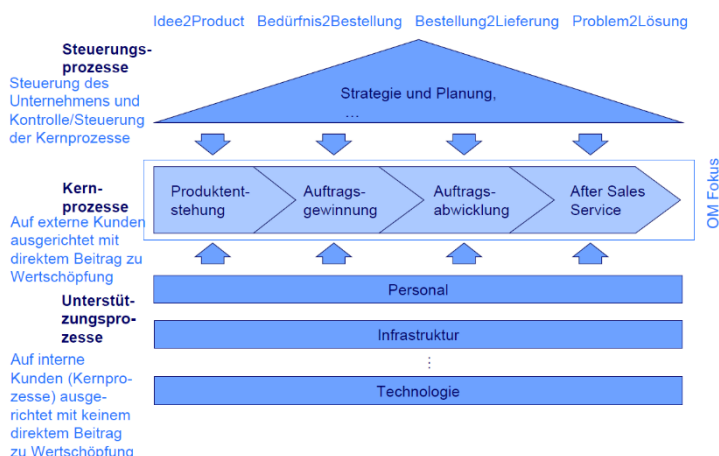 Idee2Product Bedürfnis2Bestellung Bestellung2Lieferung Problem2Lösung
Steuerungs-
prozesse
Steuerung des
Unternehmens und
Kontrolle/Steuerung
der Kernprozesse
Strategie und Planung,
...
Kern-
prozesse
Auf externe Kunden
ausgerichtet mit
direktem Beitrag zu
Wertschöpfung
Produktent-
stehung
Auftrags-
gewinnung
Auftrags-
abwicklung
After Sales
Service
OM Fokus
Unterstüt-
zungspro-
zesse
Auf interne
Kunden (Kernpro-
zesse) ausge-
richtet mit keinem
direktem Beitrag
zu Wertschöpfung
Personal
Infrastruktur
⋮
Technologie